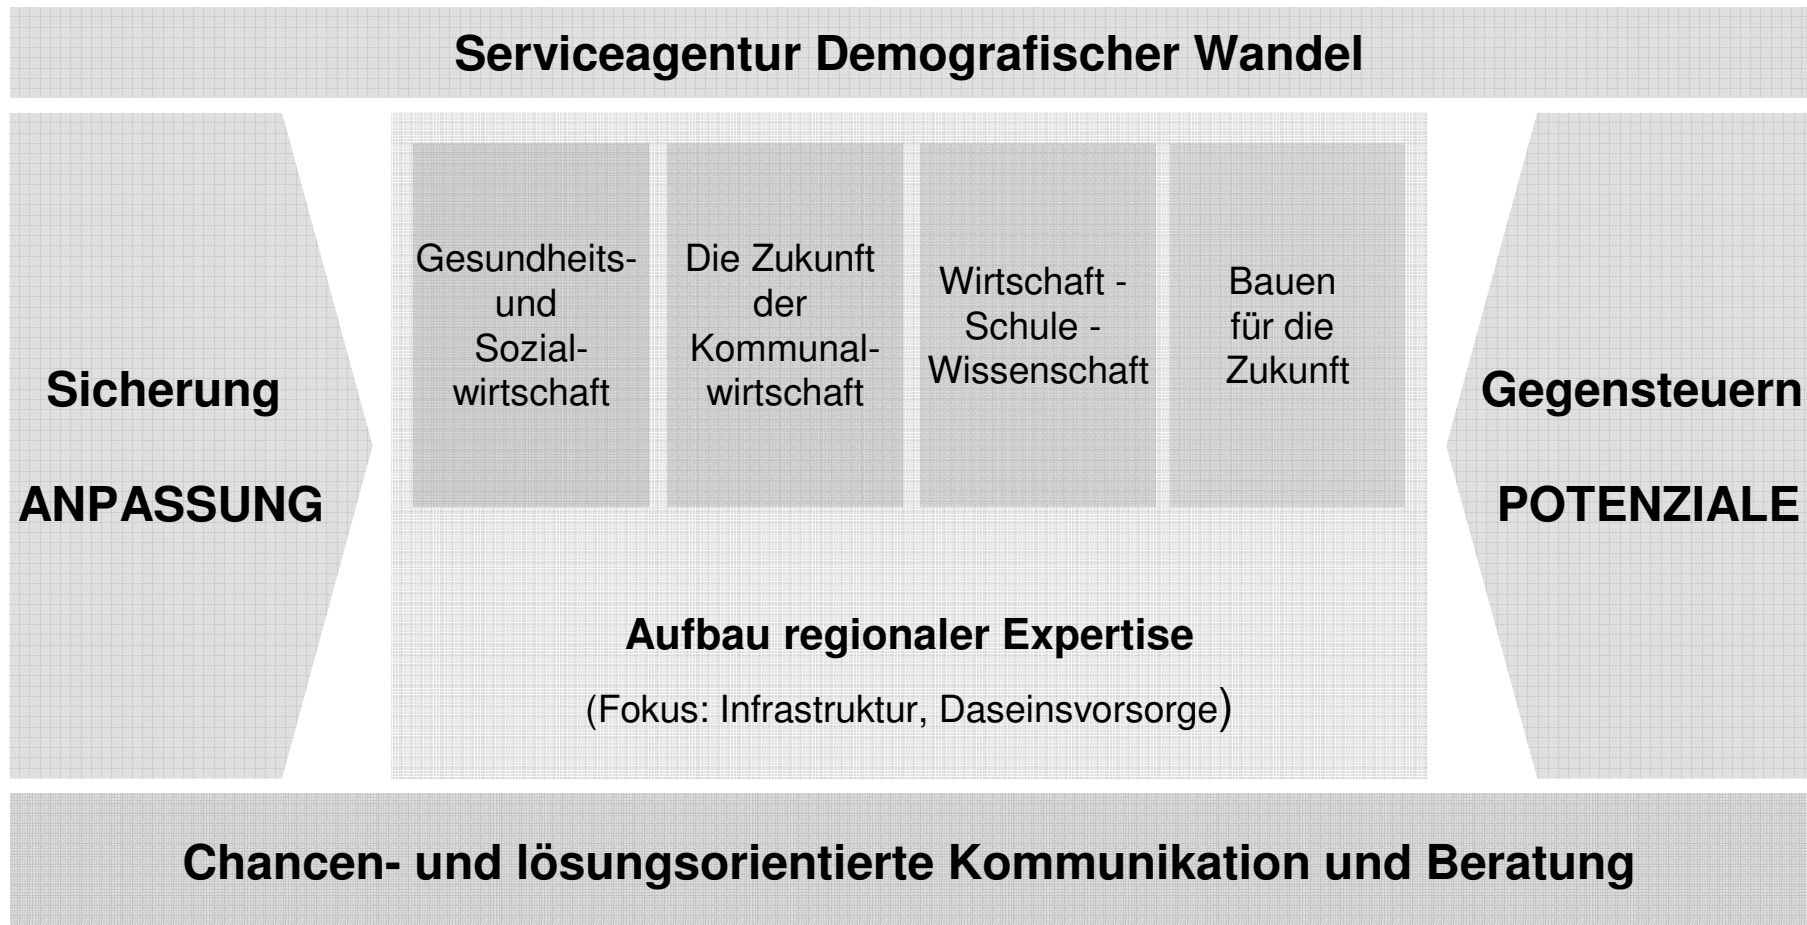 Serviceagentur Demografischer Wandel
Sicherung
ANPASSUNG
Gesundheits-
und
Sozial-
wirtschaft
Die Zukunft
der
Kommunal-
wirtschaft
Wirtschaft -
Schule -
Wissenschaft
Bauen
für die
Zukunft
Aufbau regionaler Expertise
(Fokus: Infrastruktur, Daseinsvorsorge)
Gegensteuern
POTENZIALE
Chancen- und lösungsorientierte Kommunikation und Beratung